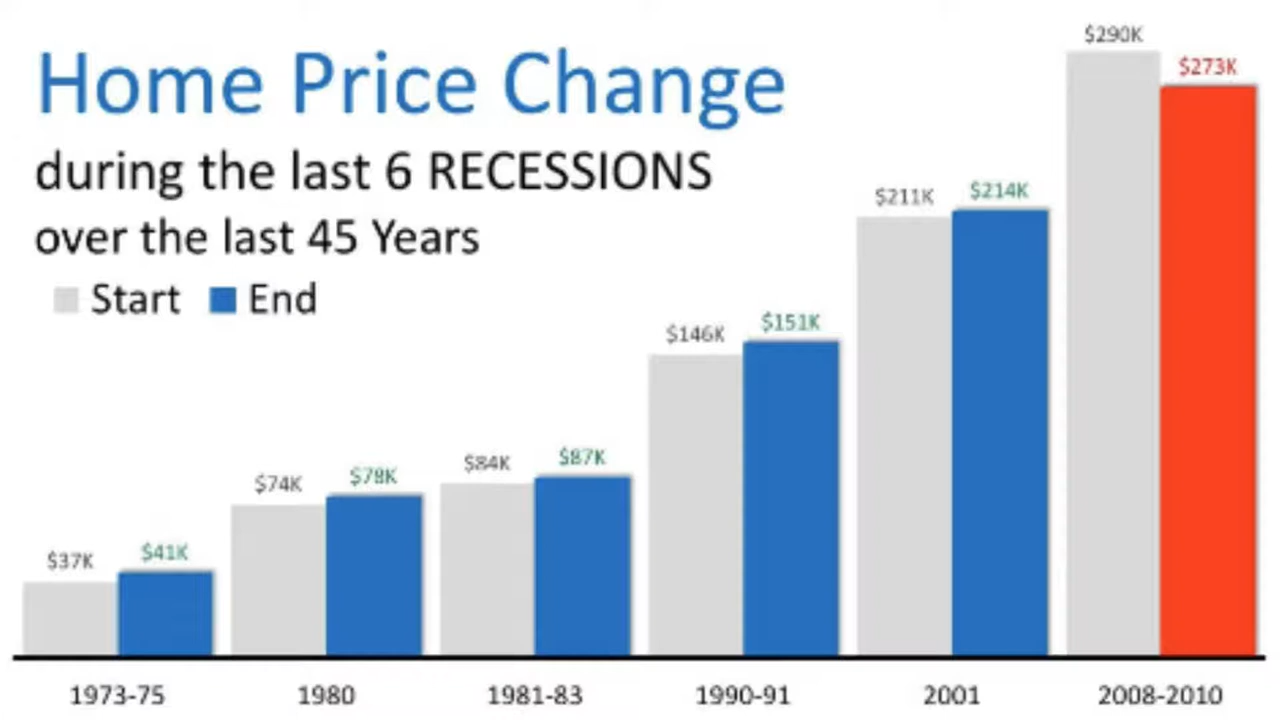 Home Price Change
during the last 6 RECESSIONS
over the last 45 Years
Start End
$37K $41K
$74K $78K
$84K $87K
$146K $151K
$211K $214K
$290K $273K
1973-75 1980 1981-83 1990-91 2001 2008-2010